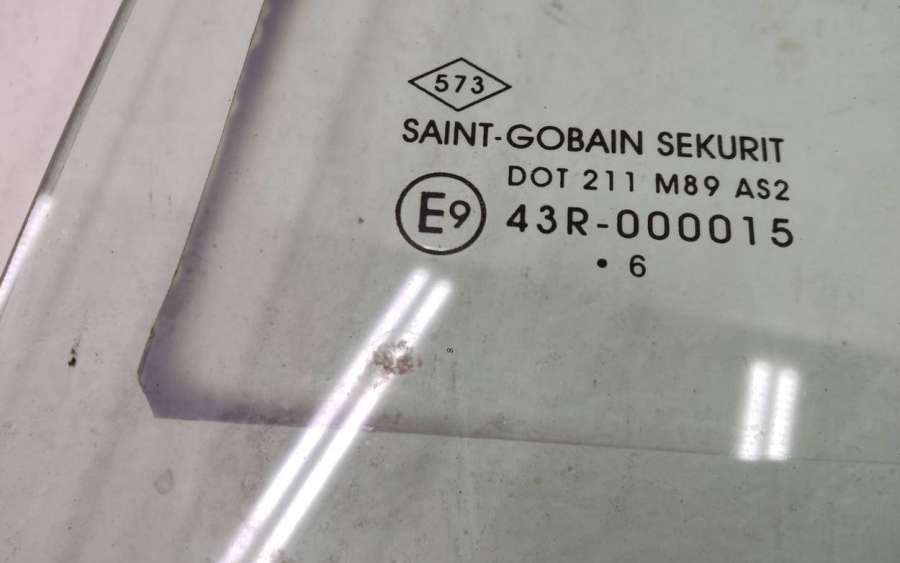 573
SAINT-GOBAIN SEKURIT
DOT 211 M89 AS2
E9 43R-000015
• 6